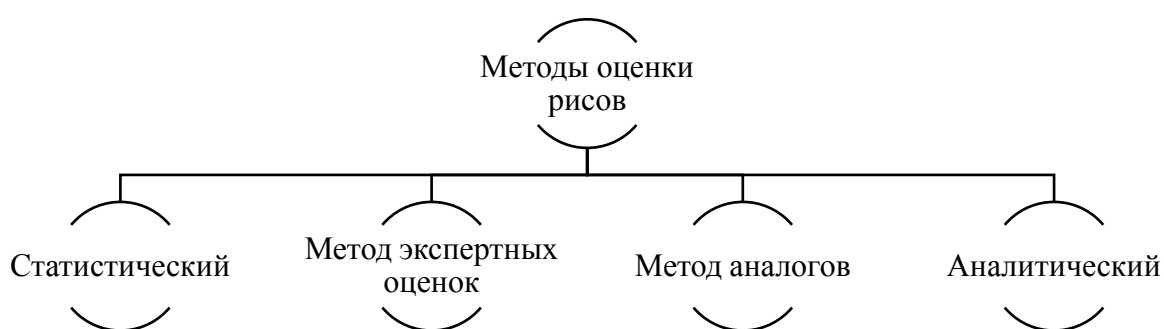 Методы оценки
рисов
Статистический
Метод экспертных
оценок
Метод аналогов
Аналитический